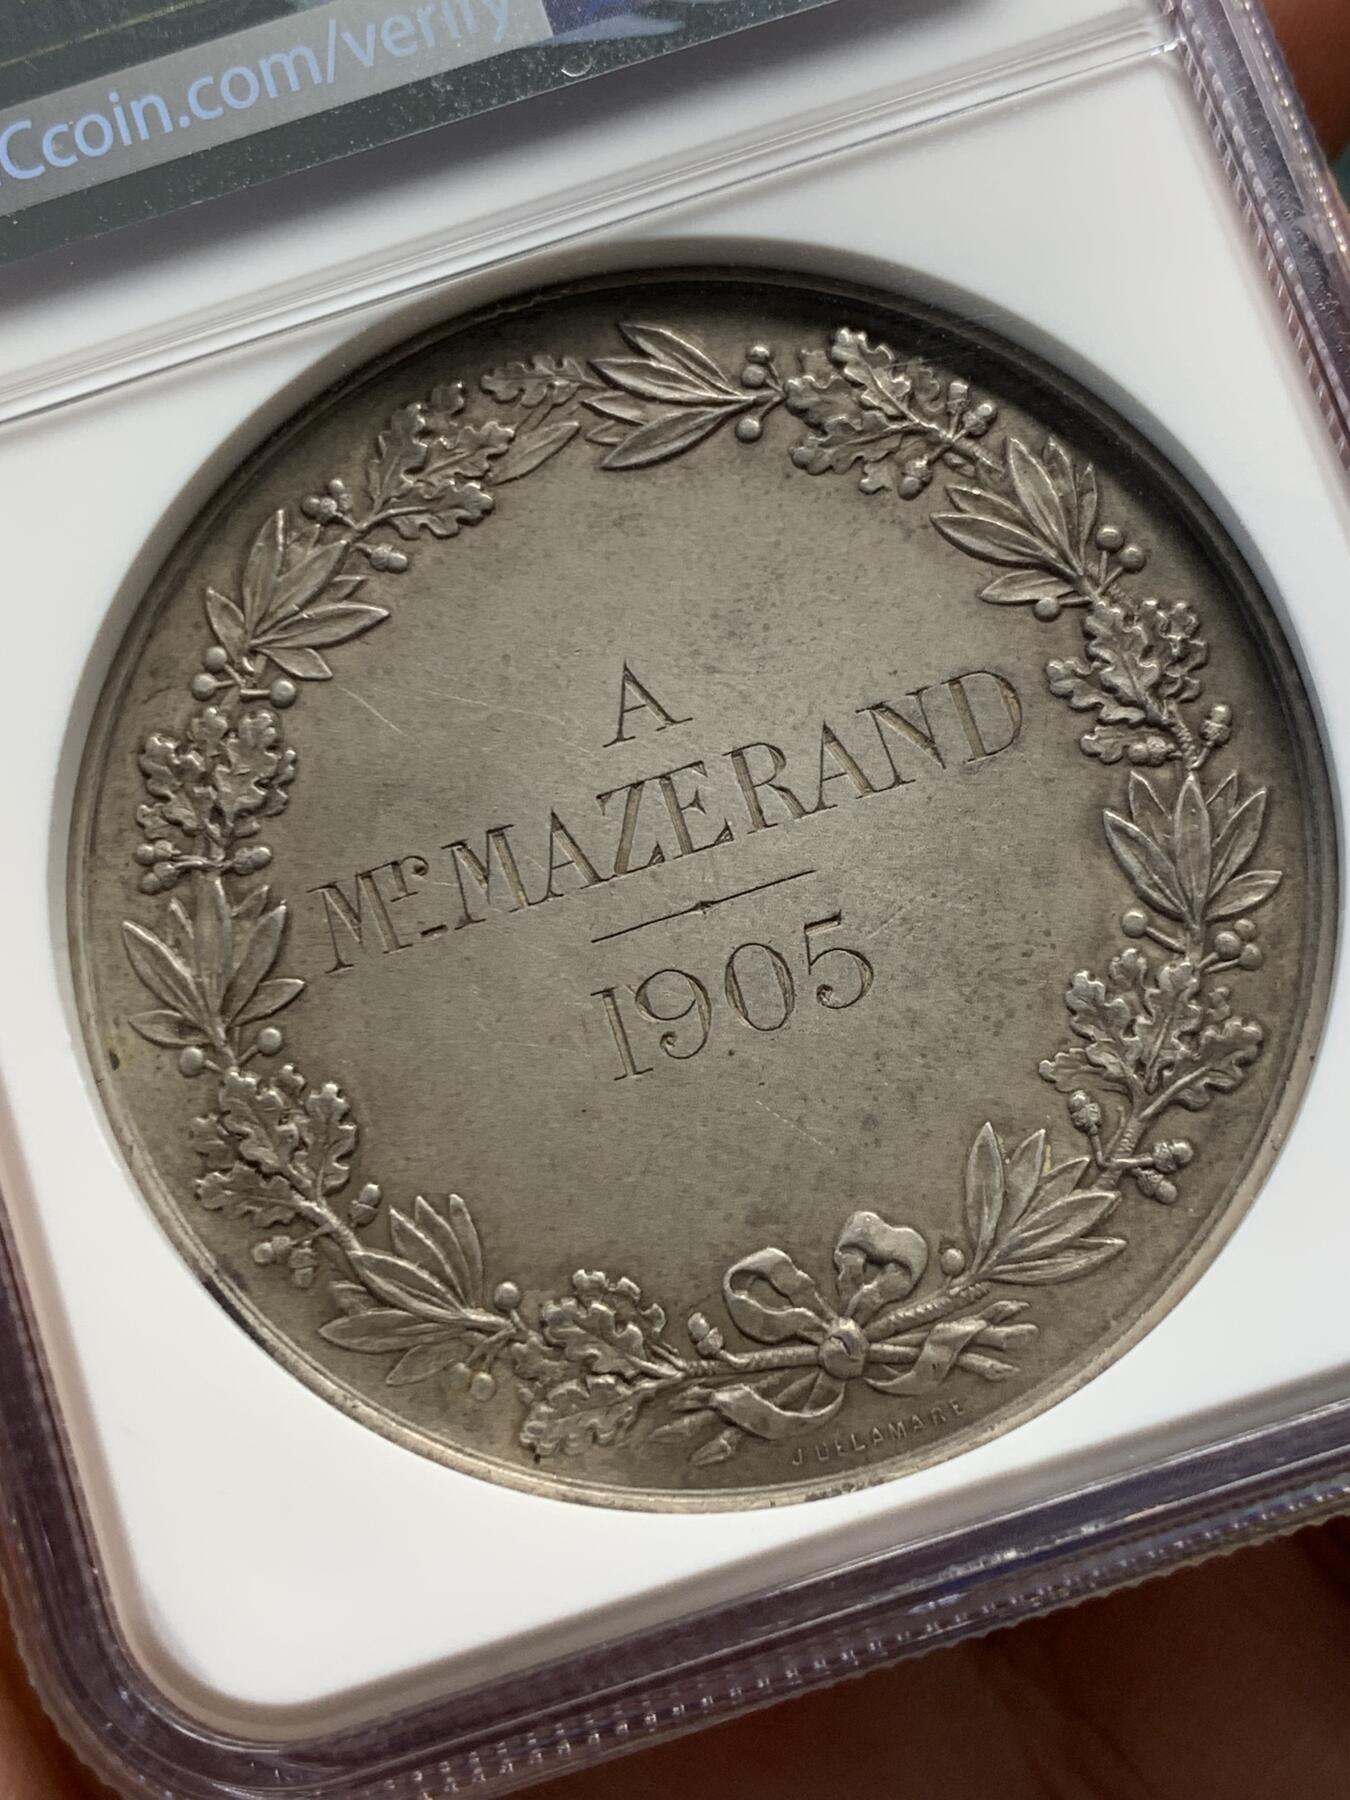 Ccoin.com/verify
A
Mr. MAZERAND
1905
J DELAMARE